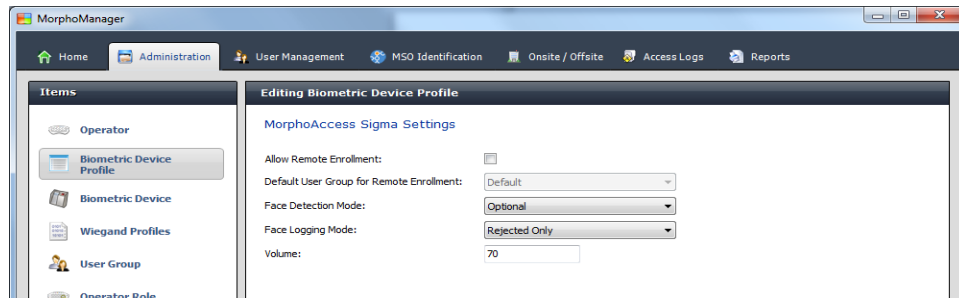 MorphoManager
Home Administration User Management MSO Identification Onsite / Offsite Access Logs Reports
Items
Operator
Biometric Device
Profile
Biometric Device
Wiegand Profiles
User Group
Operator Role
Editing Biometric Device Profile
MorphoAccess Sigma Settings
Allow Remote Enrollment:
Default User Group for Remote Enrollment: Default
Face Detection Mode: Optional
Face Logging Mode: Rejected Only
Volume: 70